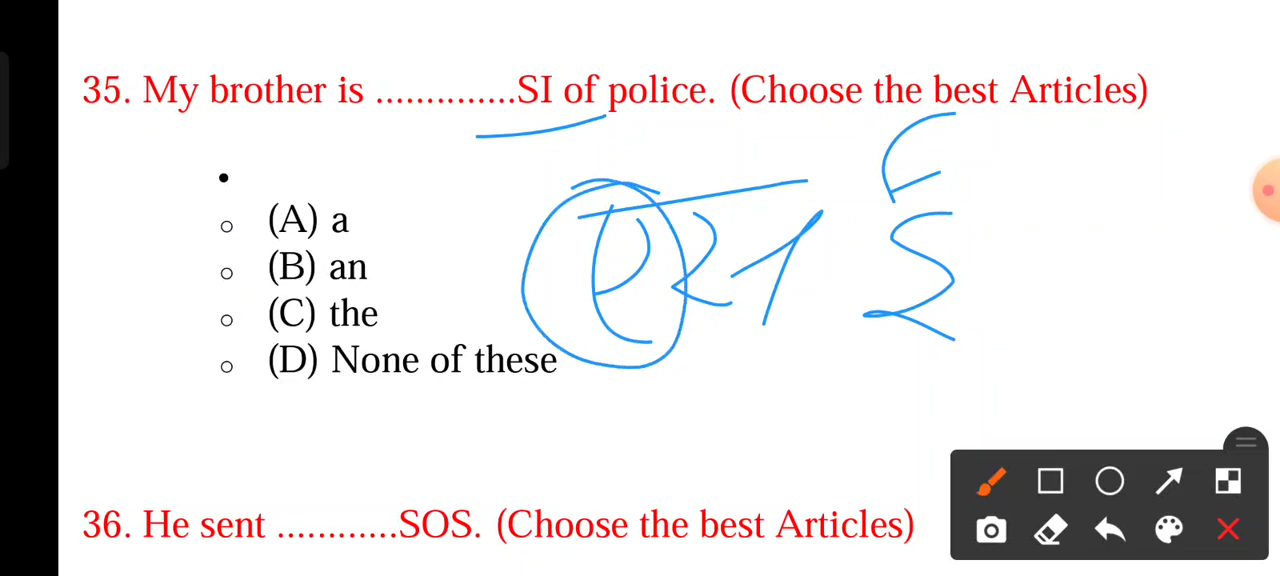 35. My brother is ..............SI of police. (Choose the best Articles)
(A) a
(B) an
(C) the
(D) None of these
36. He sent ............SOS. (Choose the best Articles)